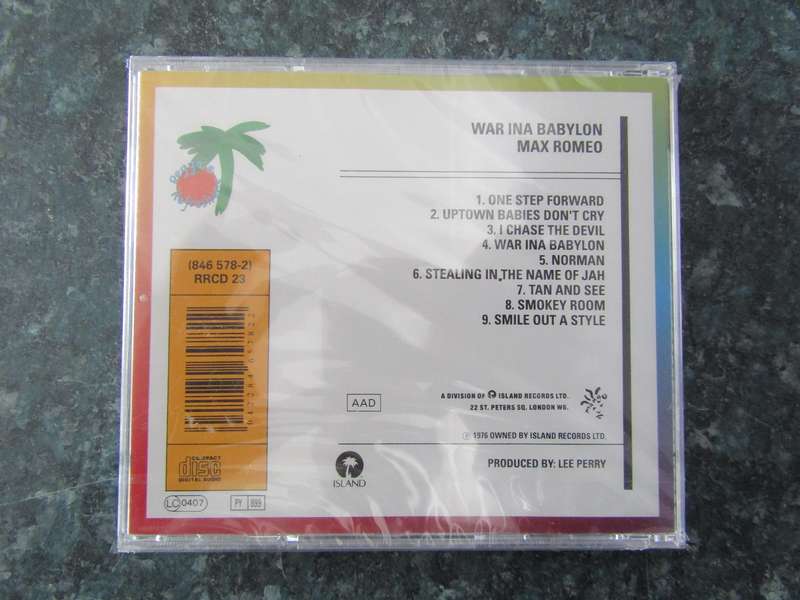 WAR INA BABYLON
MAX ROMEO
1. ONE STEP FORWARD
2. UPTOWN BABIES DON'T CRY
3. I CHASE THE DEVIL
4. WAR INA BABYLON
5. NORMAN
6. STEALING IN THE NAME OF JAH
7. TAN AND SEE
8. SMOKEY ROOM
9. SMILE OUT A STYLE
(846 578-2)
RRCD 23
COMPACT
disc
DIGITAL AUDIO
LC 0407
PY 899
AAD
A DIVISION OF ISLAND RECORDS LTD.
22 ST. PETERS SQ. LONDON W6.
℗ 1976 OWNED BY ISLAND RECORDS LTD.
ISLAND
PRODUCED BY: LEE PERRY